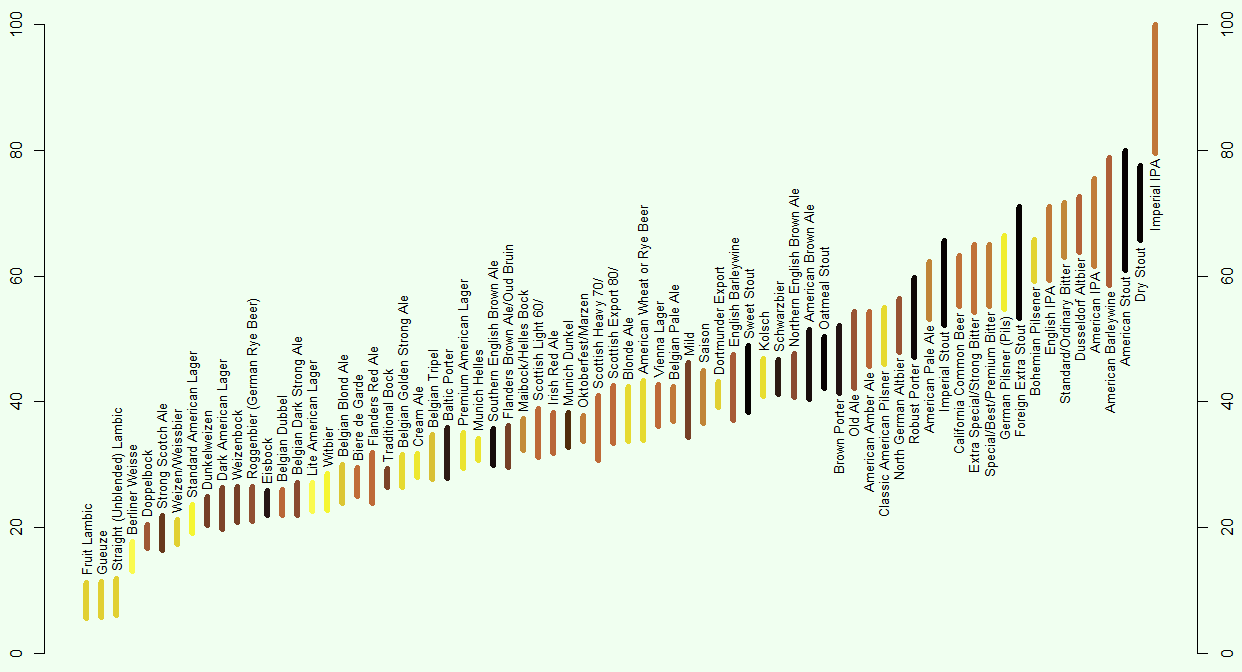 0
20
40
60
80
100
Fruit Lambic
Gueuze
Straight (Unblended) Lambic
Berliner Weisse
Doppelbock
Strong Scotch Ale
Weizen/Weissbier
Standard American Lager
Dunkelweizen
Dark American Lager
Weizenbock
Roggenbier (German Rye Beer)
Eisbock
Belgian Dubbel
Belgian Dark Strong Ale
Lite American Lager
Witbier
Belgian Blond Ale
Biere de Garde
Flanders Red Ale
Traditional Bock
Belgian Golden Strong Ale
Cream Ale
Belgian Tripel
Baltic Porter
Premium American Lager
Munich Helles
Southern English Brown Ale
Flanders Brown Ale/Oud Bruin
Maibock/Helles Bock
Scottish Light 60/
Irish Red Ale
Munich Dunkel
Oktoberfest/Marzen
Scottish Heavy 70/
Scottish Export 80/
Blonde Ale
American Wheat or Rye Beer
Vienna Lager
Belgian Pale Ale
Mild
Saison
Dortmunder Export
English Barleywine
Sweet Stout
Kolsch
Schwarzbier
Northern English Brown Ale
American Brown Ale
Oatmeal Stout
Brown Porter
Old Ale
American Amber Ale
Classic American Pilsner
North German Altbier
Robust Porter
American Pale Ale
Imperial Stout
California Common Beer
Extra Special/Strong Bitter
Special/Best/Premium Bitter
German Pilsner (Pils)
Foreign Extra Stout
Bohemian Pilsener
English IPA
Standard/Ordinary Bitter
Dusseldorf Altbier
American IPA
American Barleywine
American Stout
Dry Stout
Imperial IPA
0
20
40
60
80
100